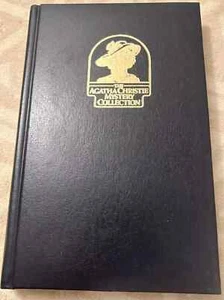 THE
AGATHA CHRISTIE
MYSTERY
COLLECTION